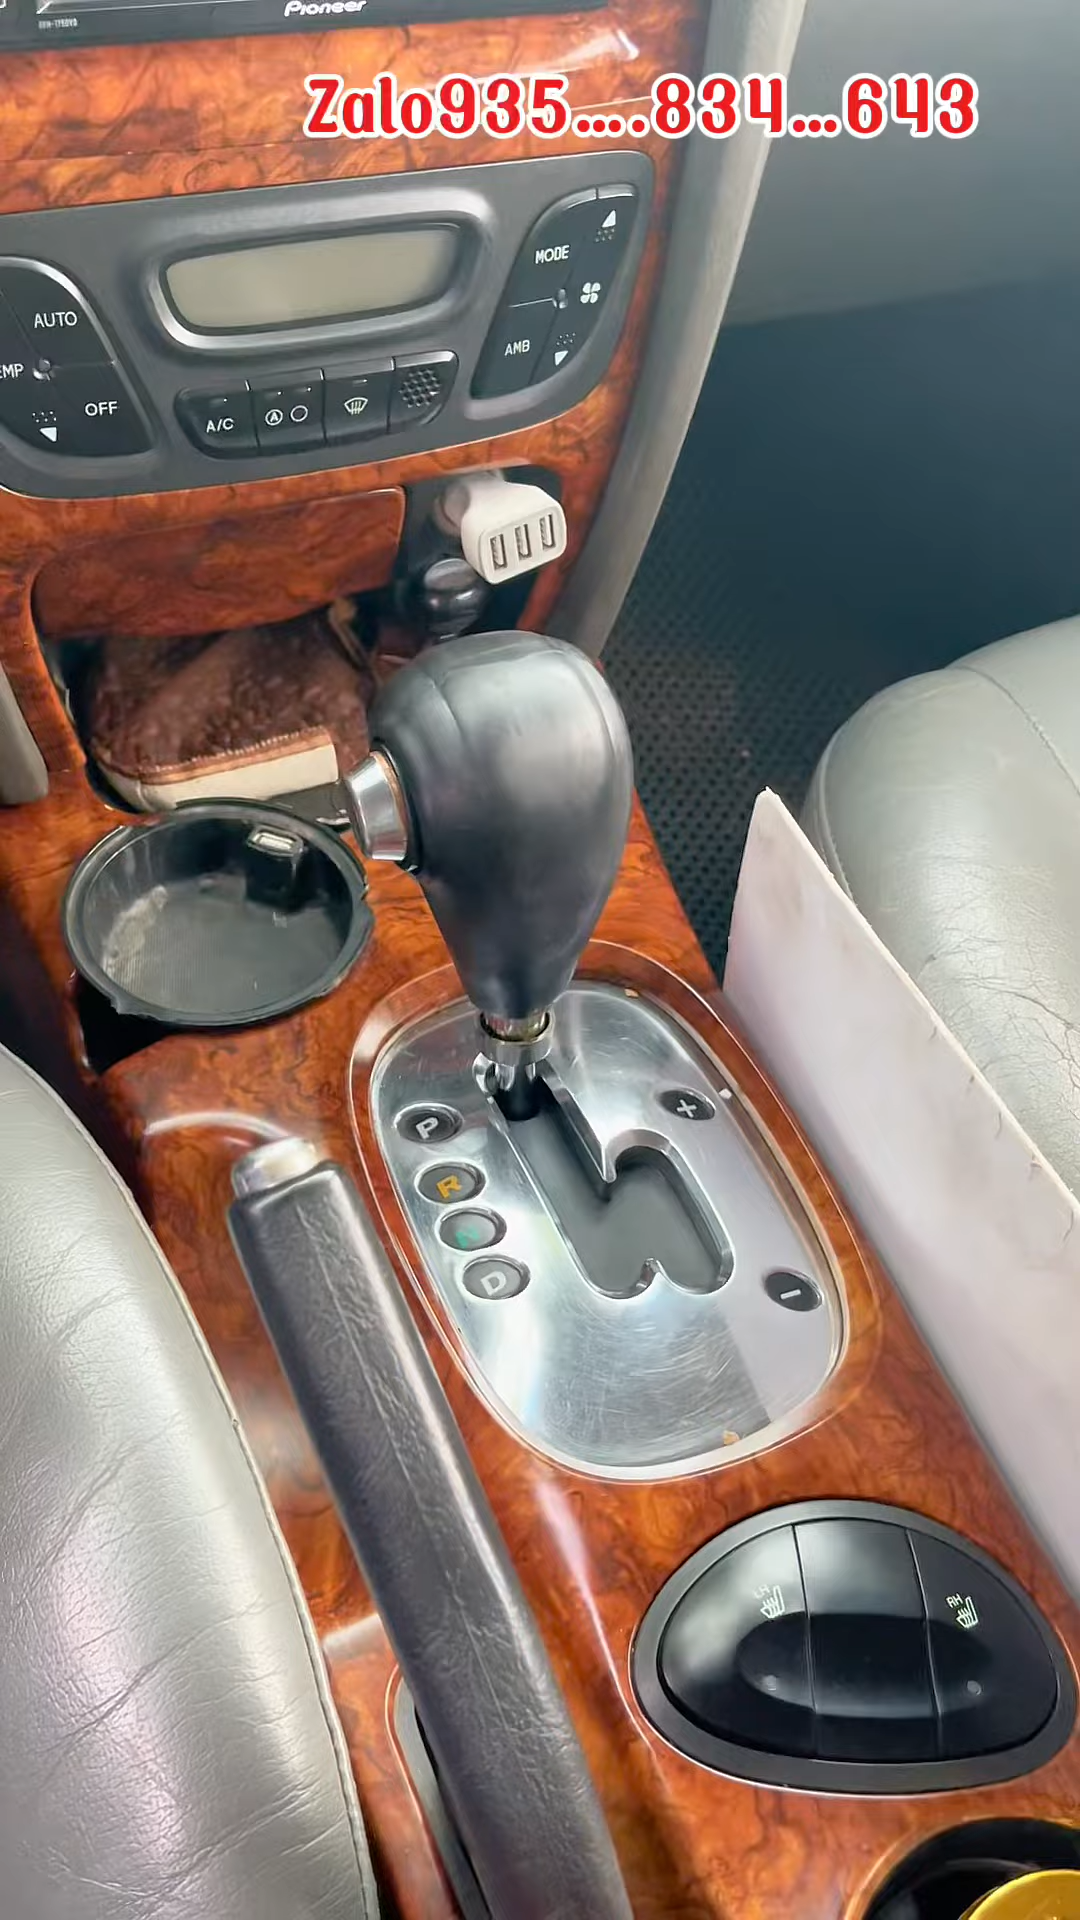 Pioneer
Zalo935....834...643
MODE
AUTO
AMB
EMP
OFF
A/C
A
P
+
R
N
D
−
LH
RH